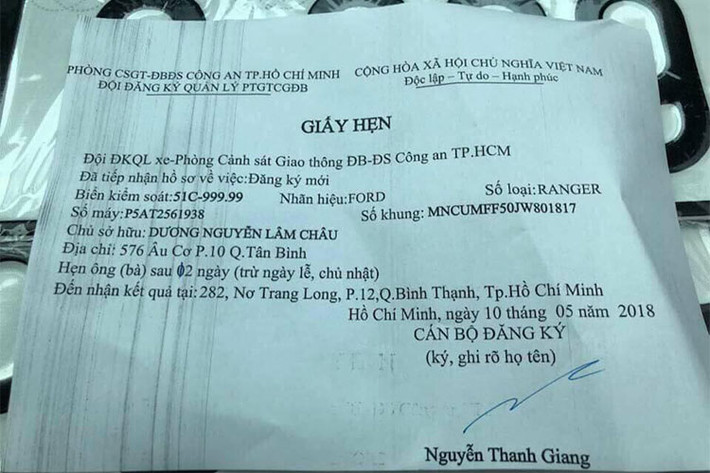 PHÒNG CSGT-ĐBĐS CÔNG AN TP.HỒ CHÍ MINH
ĐỘI ĐĂNG KÝ QUẢN LÝ PTGTCGĐB
CỘNG HÒA XÃ HỘI CHỦ NGHĨA VIỆT NAM
Độc lập – Tự do – Hạnh phúc
GIẤY HẸN
Đội ĐKQL xe-Phòng Cảnh sát Giao thông ĐB-ĐS Công an TP.HCM
Đã tiếp nhận hồ sơ về việc:Đăng ký mới
Biển kiểm soát:51C-999.99 Nhãn hiệu:FORD Số loại:RANGER
Số máy:P5AT2561938 Số khung: MNCUMFF50JW801817
Chủ sở hữu: DƯƠNG NGUYỄN LÂM CHÂU
Địa chỉ: 576 Âu Cơ P.10 Q.Tân Bình
Hẹn ông (bà) sau 02 ngày (trừ ngày lễ, chủ nhật)
Đến nhận kết quả tại:282, Nơ Trang Long, P.12,Q.Bình Thạnh, Tp.Hồ Chí Minh
Hồ Chí Minh, ngày 10 tháng 05 năm 2018
CÁN BỘ ĐĂNG KÝ
(ký, ghi rõ họ tên)
Nguyễn Thanh Giang